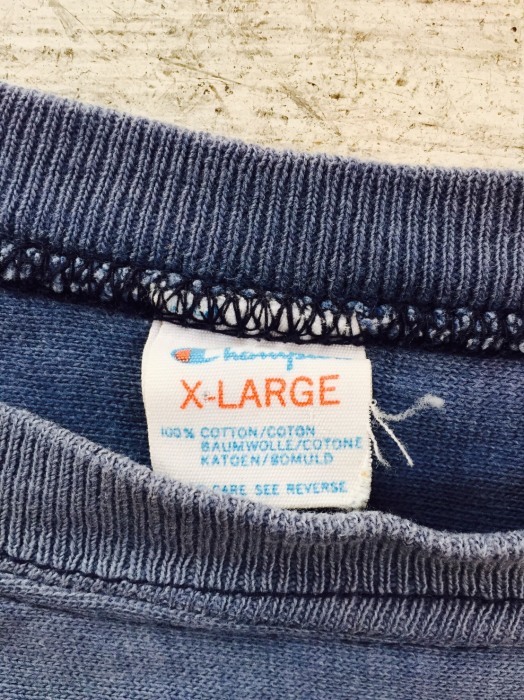 Champion
X-LARGE
100% COTTON/COTON
BAUMWOLLE/COTONE
KATOEN/BOMULD
CARE SEE REVERSE